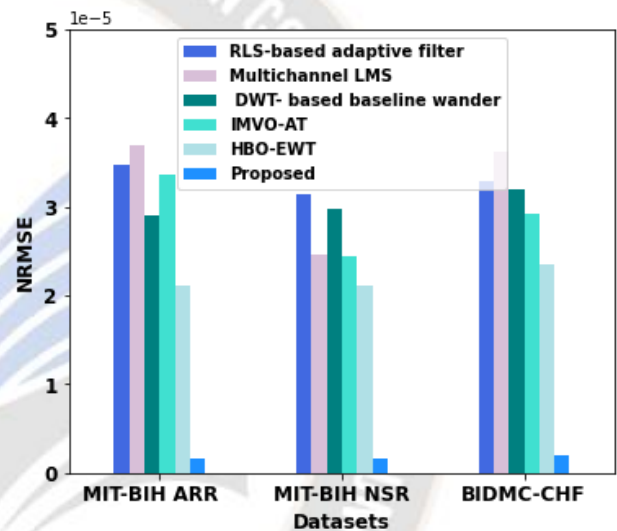 1e-5
5
4
3
2
1
0
NRMSE
RLS-based adaptive filter
Multichannel LMS
DWT- based baseline wander
IMVO-AT
HBO-EWT
Proposed
MIT-BIH ARR MIT-BIH NSR BIDMC-CHF
Datasets